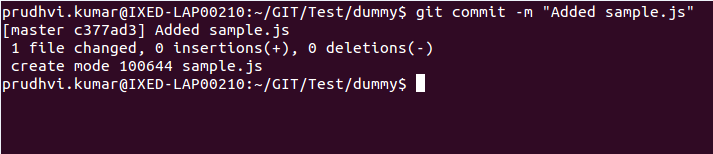 prudhvi.kumar@IXED-LAP00210:~/GIT/Test/dummy$ git commit -m "Added sample.js"
[master c377ad3] Added sample.js
 1 file changed, 0 insertions(+), 0 deletions(-)
 create mode 100644 sample.js
prudhvi.kumar@IXED-LAP00210:~/GIT/Test/dummy$